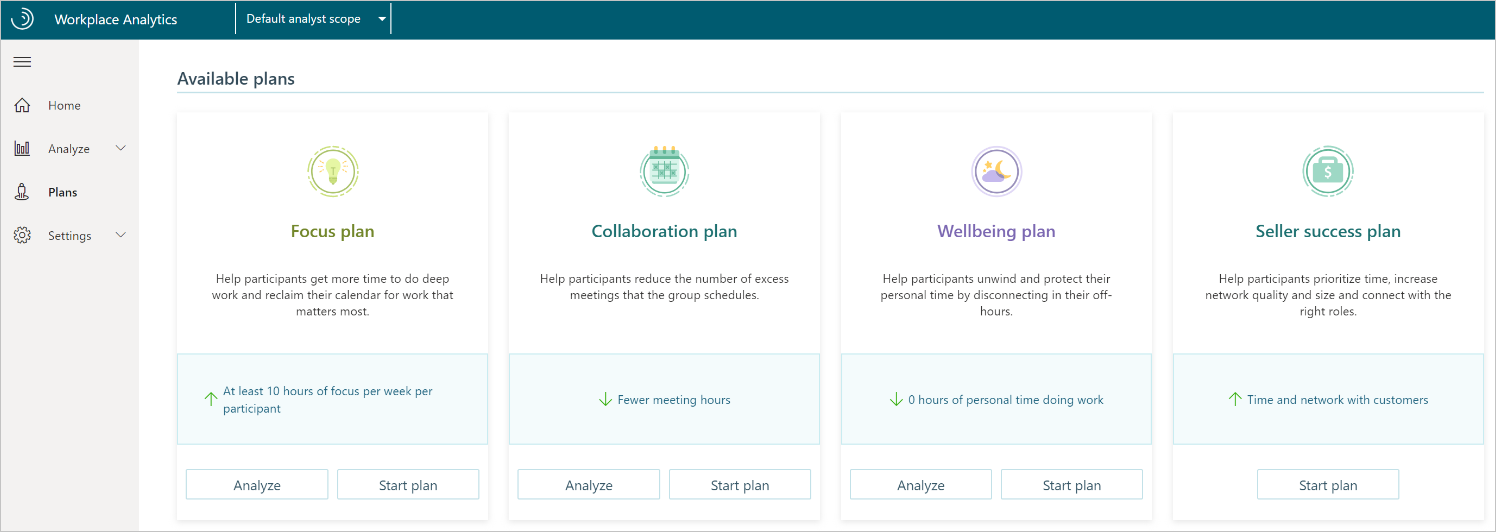 Workplace Analytics
Default analyst scope
Home
Analyze
Plans
Settings
Available plans
Focus plan
Help participants get more time to do deep
work and reclaim their calendar for work that
matters most.
At least 10 hours of focus per week per
participant
Analyze
Start plan
Collaboration plan
Help participants reduce the number of excess
meetings that the group schedules.
Fewer meeting hours
Analyze
Start plan
Wellbeing plan
Help participants unwind and protect their
personal time by disconnecting in their off-
hours.
0 hours of personal time doing work
Analyze
Start plan
$
Seller success plan
Help participants prioritize time, increase
network quality and size and connect with the
right roles.
Time and network with customers
Start plan